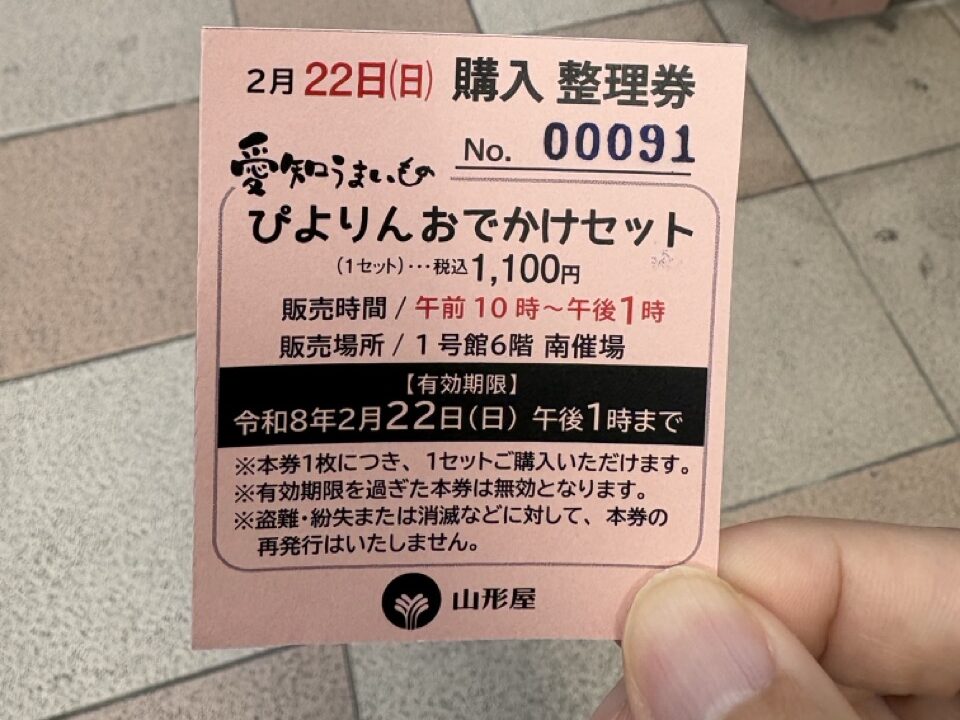 2月 22日(日) 購入 整理券
No. 00091
愛知うまいもの
ぴよりんおでかけセット
(1セット)･･･税込1,100円
販売時間 / 午前 10 時～午後1時
販売場所 / 1号館6階 南催場
【有効期限】
令和8年2月22日(日) 午後1時まで
※本券1枚につき、1セットご購入いただけます。
※有効期限を過ぎた本券は無効となります。
※盗難・紛失または消滅などに対して、本券の
再発行はいたしません。
山形屋